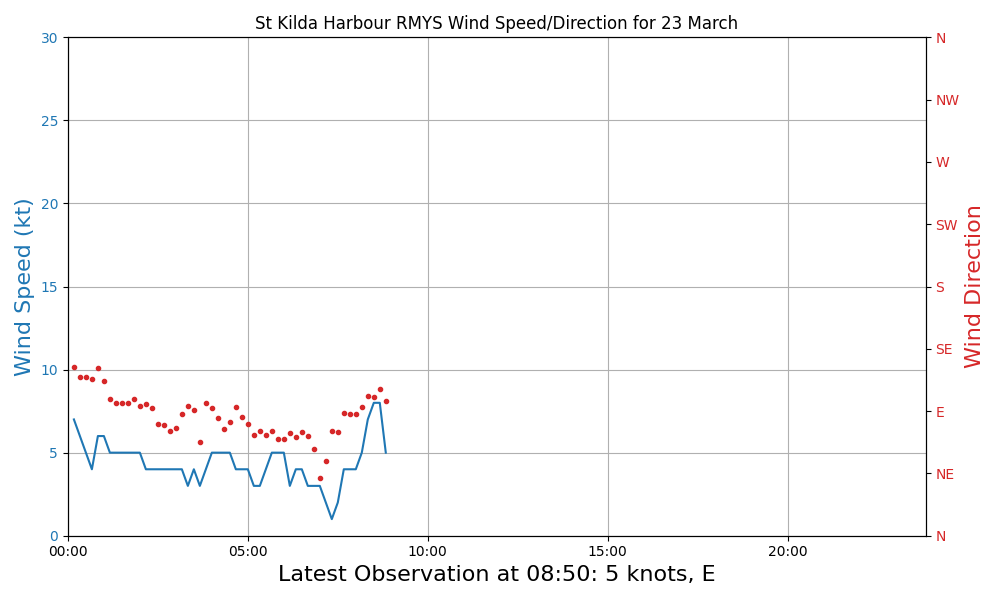 St Kilda Harbour RMYS Wind Speed/Direction for 23 March
30
25
20
15
10
5
0
Wind Speed (kt)
N
NW
W
SW
S
SE
E
NE
N
Wind Direction
00:00
05:00
10:00
15:00
20:00
Latest Observation at 08:50: 5 knots, E